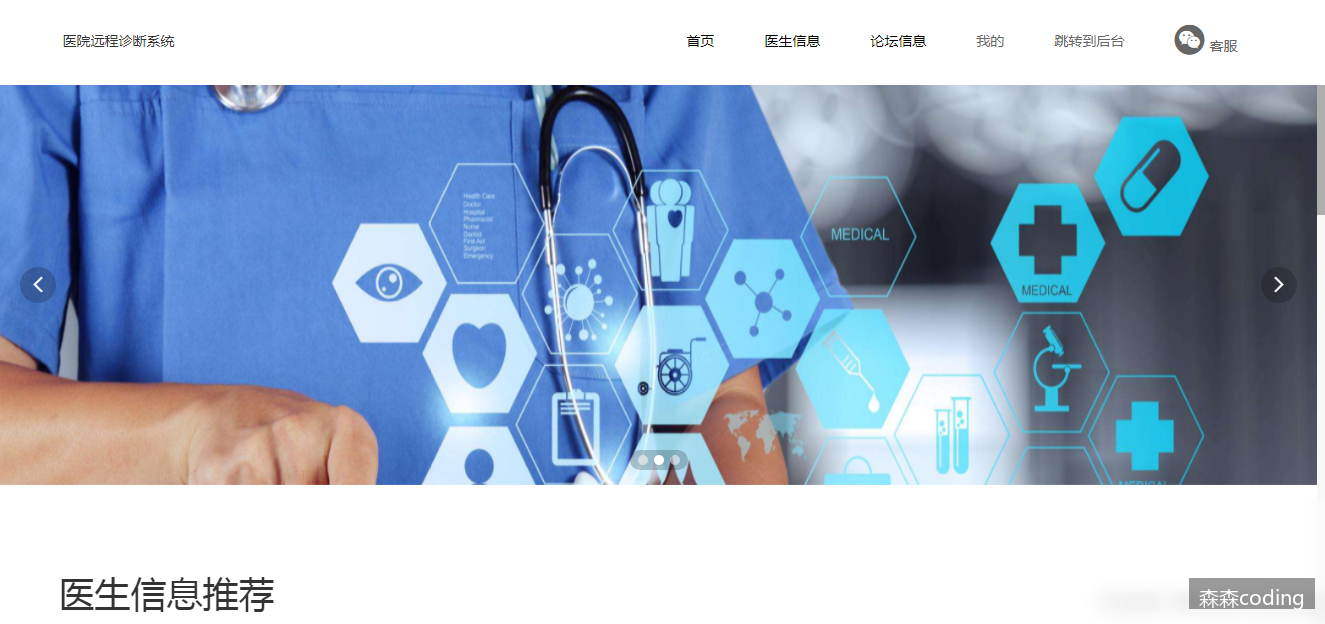 医院远程诊断系统
首页
医生信息
论坛信息
我的
跳转到后台
客服
Health Care
Doctor
Hospital
Pharmacist
Nurse
Dentist
First Aid
Surgeon
Emergency
MEDICAL
MEDICAL
MEDICAL
医生信息推荐
森森coding